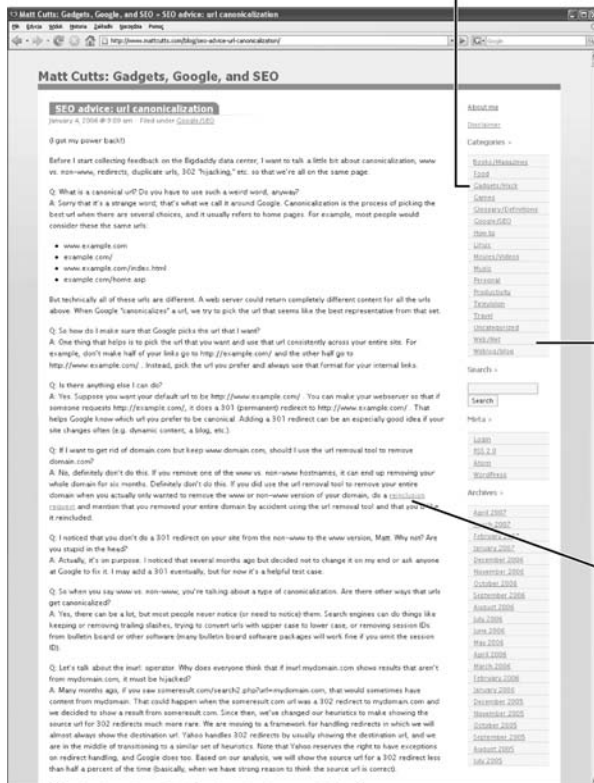 Matt Cutts: Gadgets, Google, and SEO - SEO advice: url canonicalization
http://www.mattcutts.com/blog/seo-advice-url-canonicalization/
Matt Cutts: Gadgets, Google, and SEO
SEO advice: url canonicalization
January 4, 2006 @ 9:09 am · Filed under Google/SEO
(I got my power back!)
Before I start collecting feedback on the Bigdaddy data center, I want to talk a little bit about canonicalization, www
vs. non-www, redirects, duplicate urls, 302 "hijacking," etc. so that we're all on the same page.
Q: What is a canonical url? Do you have to use such a weird word, anyway?
A: Sorry that it's a strange word; that's what we call it around Google. Canonicalization is the process of picking the
best url when there are several choices, and it usually refers to home pages. For example, most people would
consider these the same urls:
• www.example.com
• example.com/
• www.example.com/index.html
• example.com/home.asp
But technically all of these urls are different. A web server could return completely different content for all the urls
above. When Google "canonicalizes" a url, we try to pick the url that seems like the best representative from that set.
Q: So how do I make sure that Google picks the url that I want?
A: One thing that helps is to pick the url that you want and use that url consistently across your entire site. For
example, don't make half of your links go to http://example.com/ and the other half go to
http://www.example.com/ . Instead, pick the url you prefer and always use that format for your internal links.
Q: Is there anything else I can do?
A: Yes. Suppose you want your default url to be http://www.example.com/ . You can make your webserver so that if
someone requests http://example.com/, it does a 301 (permanent) redirect to http://www.example.com/ . That
helps Google know which url you prefer to be canonical. Adding a 301 redirect can be an especially good idea if your
site changes often (e.g. dynamic content, a blog, etc.).
Q: If I want to get rid of domain.com but keep www.domain.com, should I use the url removal tool to remove
domain.com?
A: No, definitely don't do this. If you remove one of the www vs. non-www hostnames, it can end up removing your
whole domain for six months. Definitely don't do this. If you did use the url removal tool to remove your entire
domain when you actually only wanted to remove the www or non-www version of your domain, do a reinclusion
request and mention that you removed your entire domain by accident using the url removal tool and that you'd like
it reincluded.
Q: I noticed that you don't do a 301 redirect on your site from the non-www to the www version, Matt. Why not? Are
you stupid in the head?
A: Actually, it's on purpose. I noticed that several months ago but decided not to change it on my end or ask anyone
at Google to fix it. I may add a 301 eventually, but for now it's a helpful test case.
Q: So when you say www vs. non-www, you're talking about a type of canonicalization. Are there other ways that urls
get canonicalized?
A: Yes, there can be a lot, but most people never notice (or need to notice) them. Search engines can do things like
keeping or removing trailing slashes, trying to convert urls with upper case to lower case, or removing session IDs
from bulletin board or other software (many bulletin board software packages will work fine if you omit the session
ID).
Q: Let's talk about the inurl: operator. Why does everyone think that if inurl:mydomain.com shows results that aren't
from mydomain.com, it must be hijacked?
A: Many months ago, if you saw someresult.com/search2.php?url=mydomain.com, that would sometimes have
content from mydomain. That could happen when the someresult.com url was a 302 redirect to mydomain.com and
we decided to show a result from someresult.com. Since then, we've changed our heuristics to make showing the
source url for 302 redirects much more rare. We are moving to a framework for handling redirects in which we will
almost always show the destination url. Yahoo handles 302 redirects by usually showing the destination url, and we
are in the middle of transitioning to a similar set of heuristics. Note that Yahoo reserves the right to have exceptions
on redirect handling, and Google does too. Based on our analysis, we will show the source url for a 302 redirect less
than half a percent of the time (basically, when we have strong reason to think the source url is correct).
About me
Disclaimer
Categories »
Books/Magazines
Food
Gadgets/Hack
Games
Glossary/Definitions
Google/SEO
How to
Linux
Movies/Videos
Music
Personal
Productivity
Television
Travel
Uncategorized
Web/Net
Weblog/blog
Search »
Search
Meta »
Login
RSS 2.0
Atom
WordPress
Archives »
April 2007
March 2007
February 2007
January 2007
December 2006
November 2006
October 2006
September 2006
August 2006
July 2006
June 2006
May 2006
April 2006
March 2006
February 2006
January 2006
December 2005
November 2005
October 2005
September 2005
August 2005
July 2005